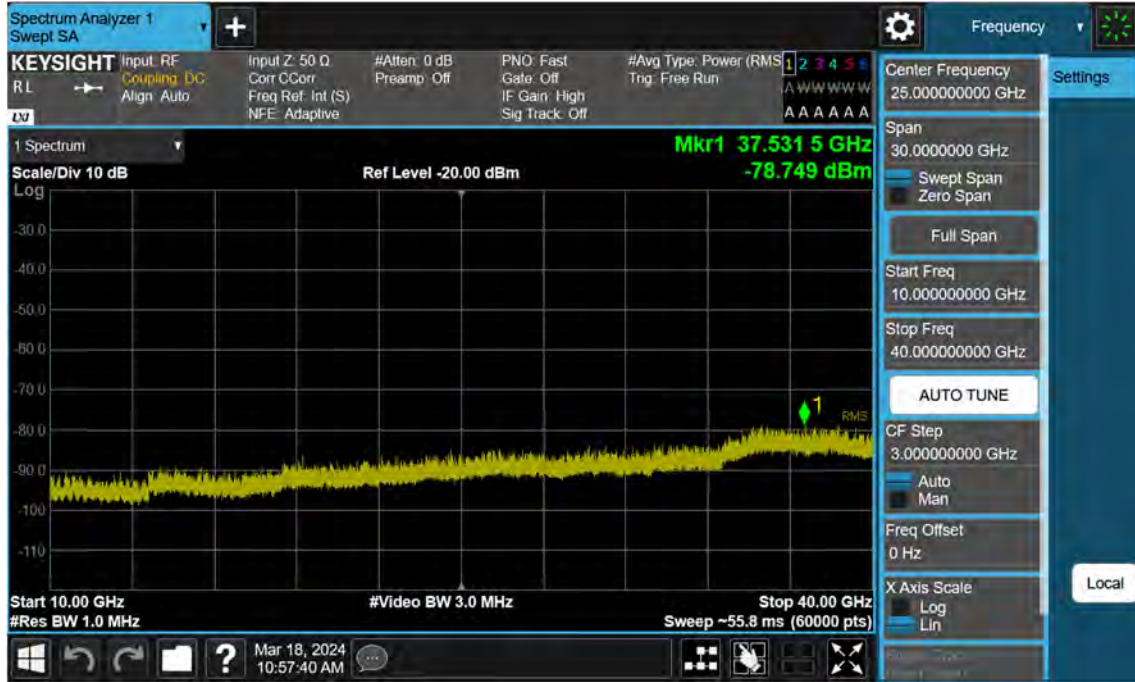 Spectrum Analyzer 1
Swept SA
Frequency
KEYSIGHT
RL
LXI
Input: RF
Coupling: DC
Align: Auto
Input Z: 50 Ω
Corr CCorr
Freq Ref: Int (S)
NFE: Adaptive
#Atten: 0 dB
Preamp: Off
PNO: Fast
Gate: Off
IF Gain: High
Sig Track: Off
#Avg Type: Power (RMS
Trig: Free Run
1 2 3 4 5 6
A W W W W W
A A A A A A
1 Spectrum
Scale/Div 10 dB
Log
Ref Level -20.00 dBm
Mkr1 37.531 5 GHz
-78.749 dBm
-30.0
-40.0
-50.0
-60.0
-70.0
-80.0
-90.0
-100
-110
1
RMS
Start 10.00 GHz
#Res BW 1.0 MHz
#Video BW 3.0 MHz
Stop 40.00 GHz
Sweep ~55.8 ms (60000 pts)
Center Frequency
25.000000000 GHz
Span
30.0000000 GHz
Swept Span
Zero Span
Full Span
Start Freq
10.000000000 GHz
Stop Freq
40.000000000 GHz
AUTO TUNE
CF Step
3.000000000 GHz
Auto
Man
Freq Offset
0 Hz
X Axis Scale
Log
Lin
Settings
Local
?
Mar 18, 2024
10:57:40 AM